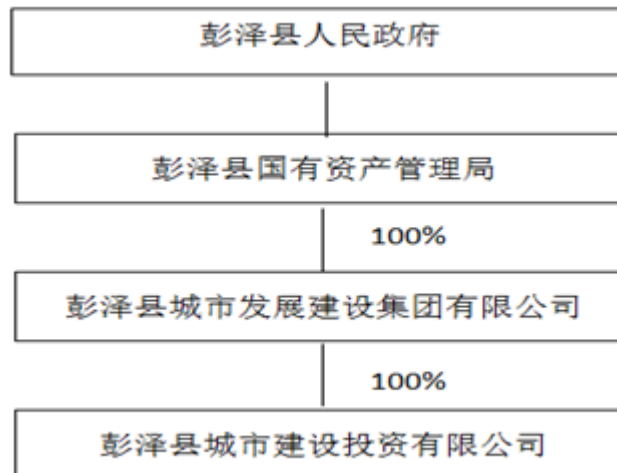 彭泽县人民政府
彭泽县国有资产管理局
100%
彭泽县城市发展建设集团有限公司
100%
彭泽县城市建设投资有限公司